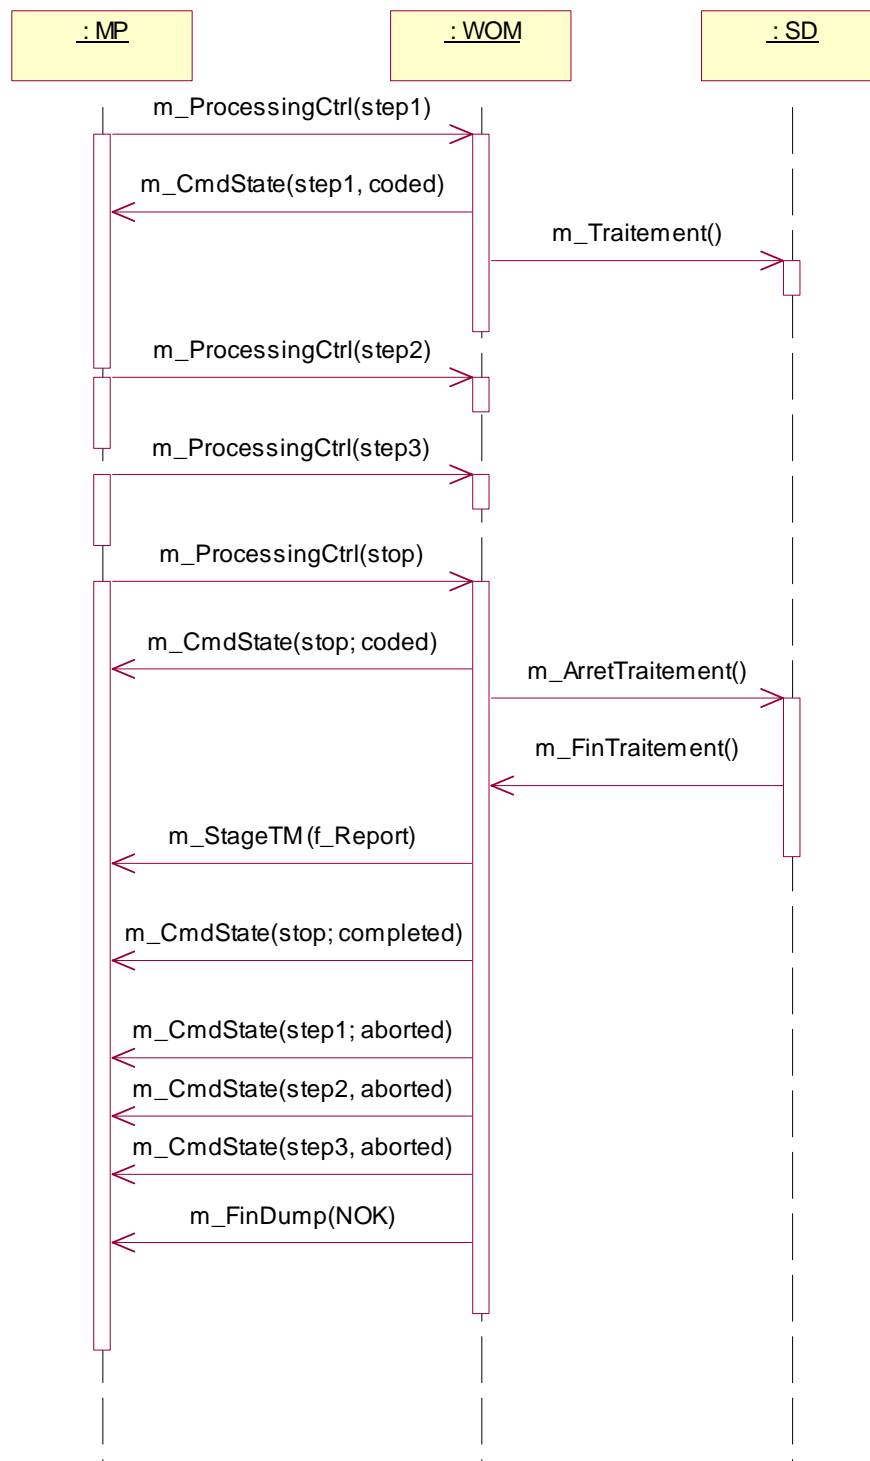 : MP
: WOM
: SD
m_ProcessingCtrl(step1)
m_CmdState(step1, coded)
m_Traitement()
m_ProcessingCtrl(step2)
m_ProcessingCtrl(step3)
m_ProcessingCtrl(stop)
m_CmdState(stop; coded)
m_ArretTraitement()
m_FinTraitement()
m_StageTM(f_Report)
m_CmdState(stop; completed)
m_CmdState(step1; aborted)
m_CmdState(step2, aborted)
m_CmdState(step3, aborted)
m_FinDump(NOK)